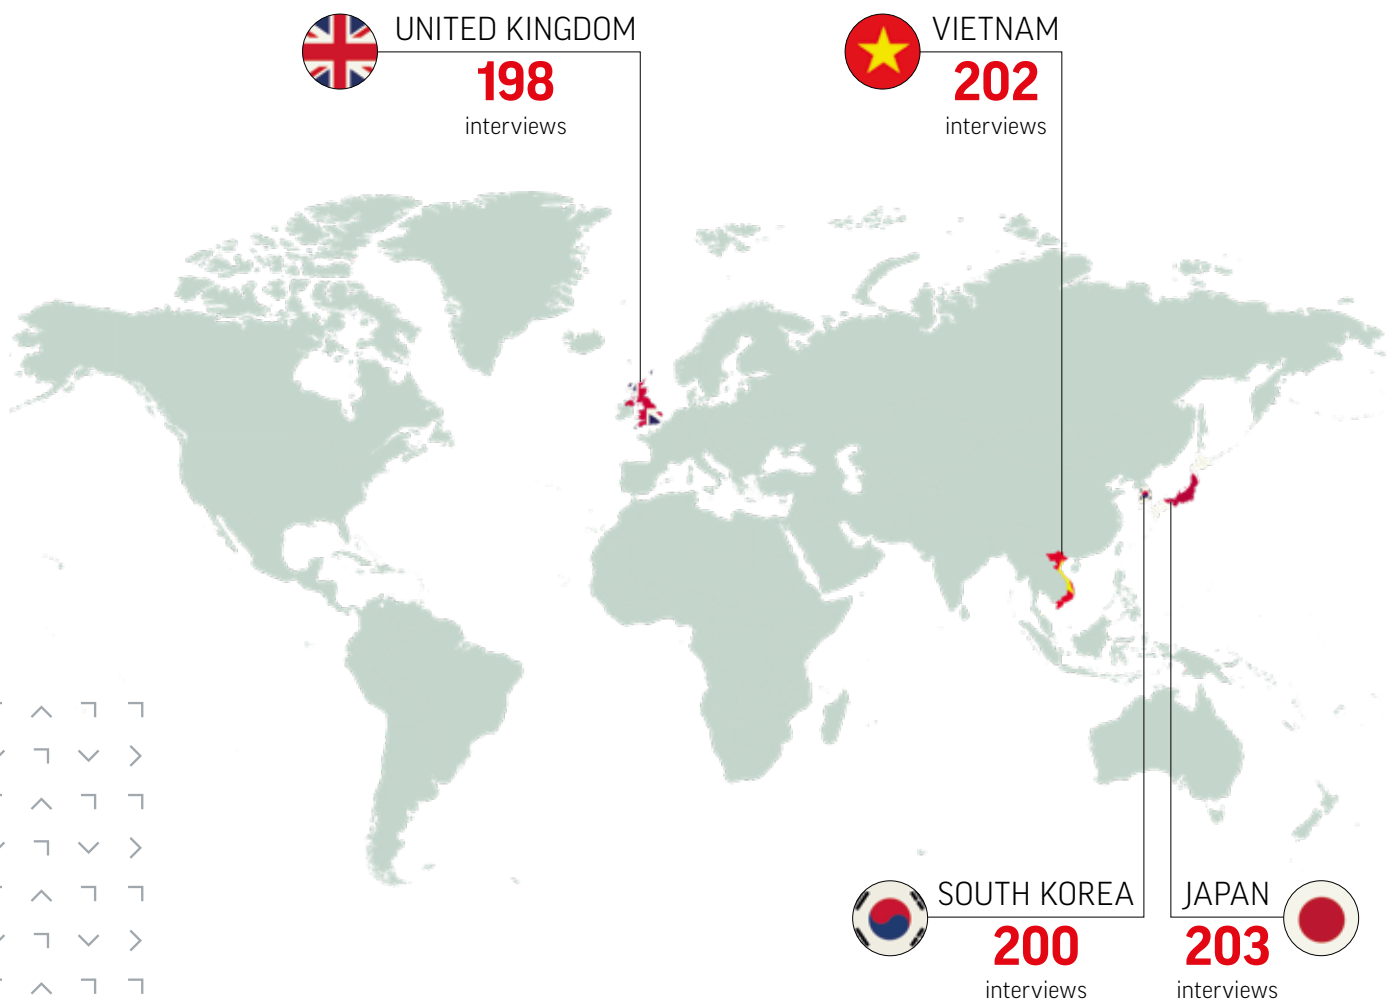 UNITED KINGDOM
198
interviews
VIETNAM
202
interviews
SOUTH KOREA
200
interviews
JAPAN
203
interviews